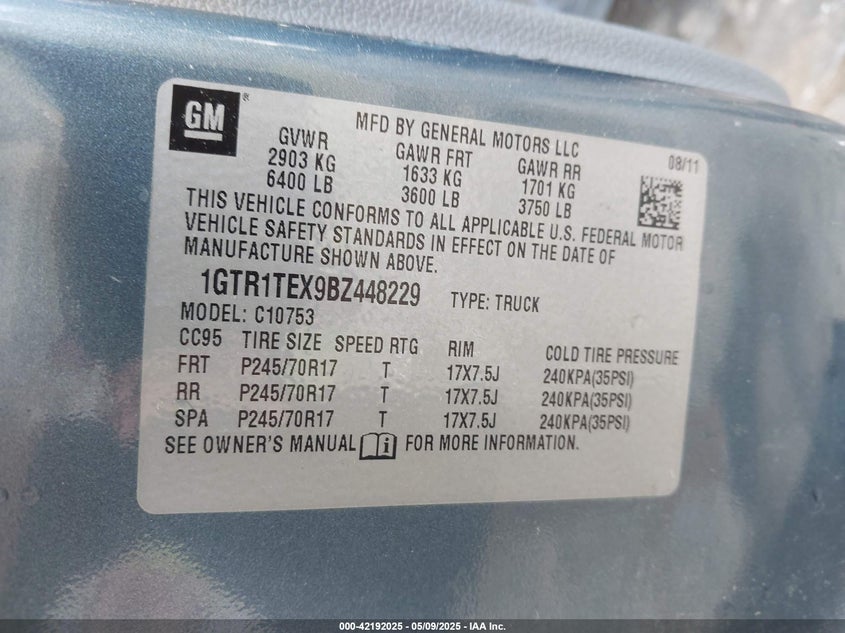 GM®
MFD BY GENERAL MOTORS LLC
08/11
GVWR GAWR FRT GAWR RR
2903 KG 1633 KG 1701 KG
6400 LB 3600 LB 3750 LB
THIS VEHICLE CONFORMS TO ALL APPLICABLE U.S. FEDERAL MOTOR
VEHICLE SAFETY STANDARDS IN EFFECT ON THE DATE OF
MANUFACTURE SHOWN ABOVE.
1GTR1TEX9BZ448229 TYPE: TRUCK
MODEL: C10753
CC95 TIRE SIZE SPEED RTG RIM COLD TIRE PRESSURE
FRT P245/70R17 T 17X7.5J 240KPA(35PSI)
RR P245/70R17 T 17X7.5J 240KPA(35PSI)
SPA P245/70R17 T 17X7.5J 240KPA(35PSI)
SEE OWNER'S MANUAL FOR MORE INFORMATION.
000-42192025 - 05/09/2025 - IAA Inc.